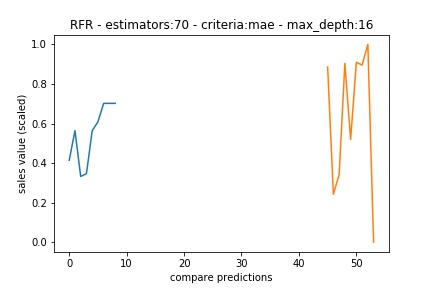 RFR - estimators:70 - criteria:mae - max_depth:16
1.0
0.8
0.6
0.4
0.2
0.0
sales value (scaled)
0 10 20 30 40 50
compare predictions